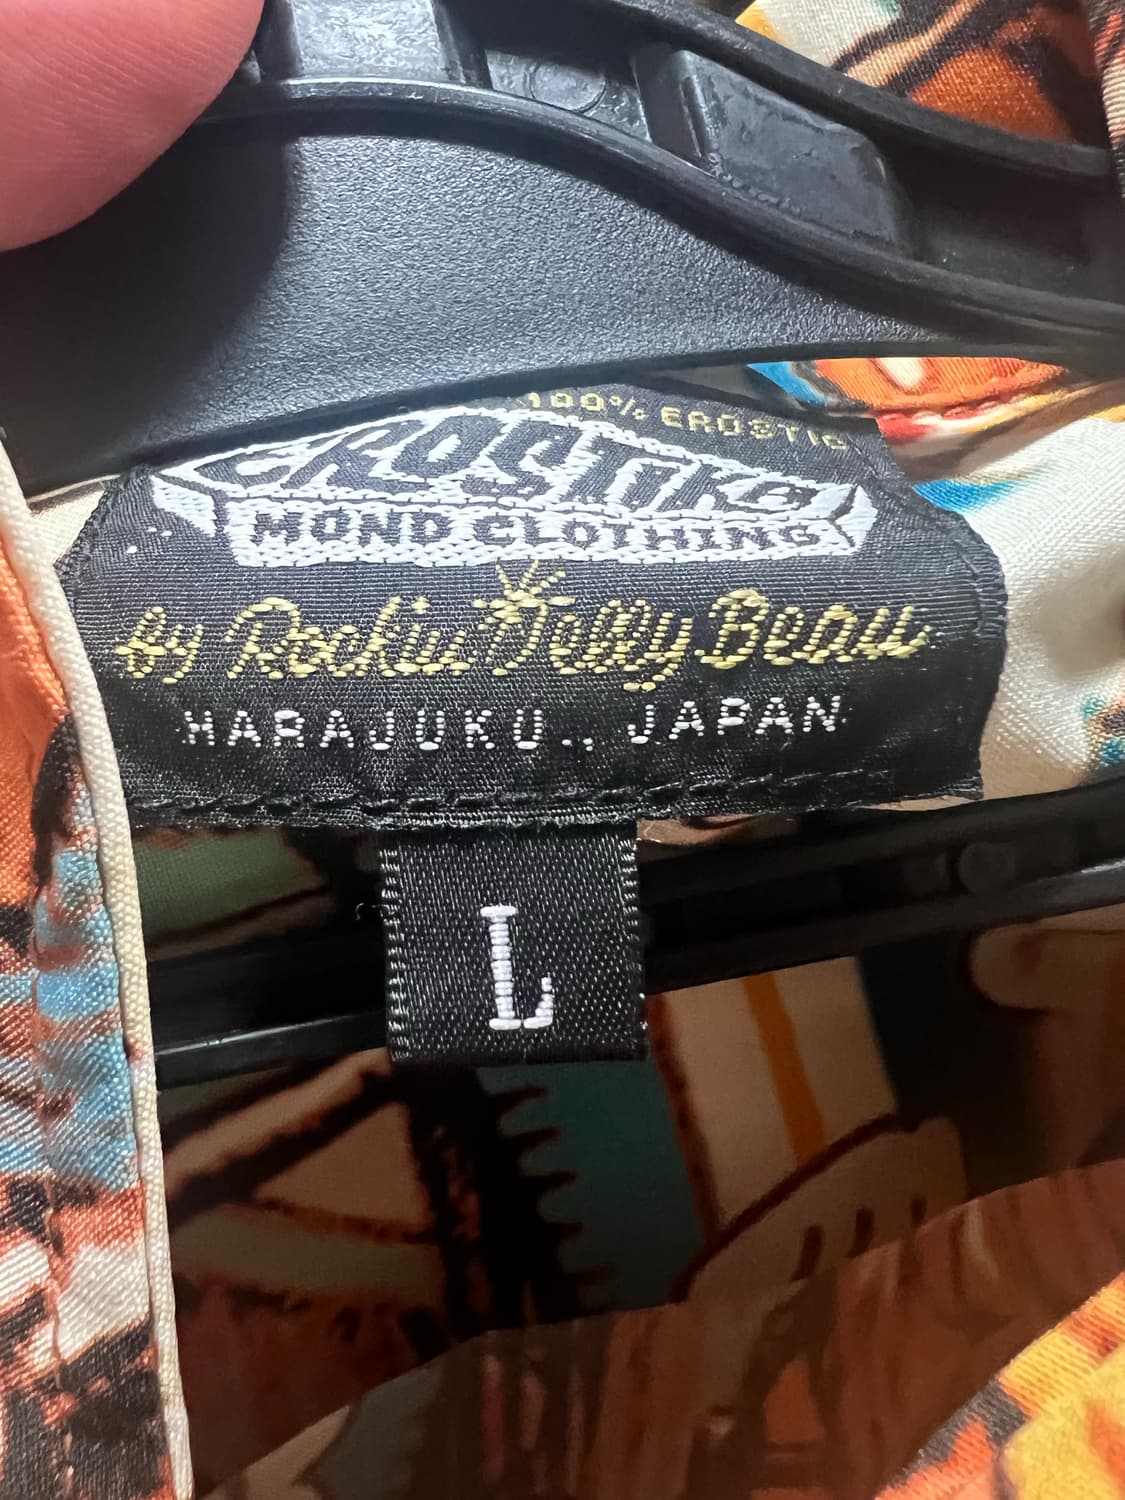 100% EROSTIC
EROSTIKA
MOND CLOTHING
by Rockin' Jelly Bean
HARAJUKU., JAPAN
L